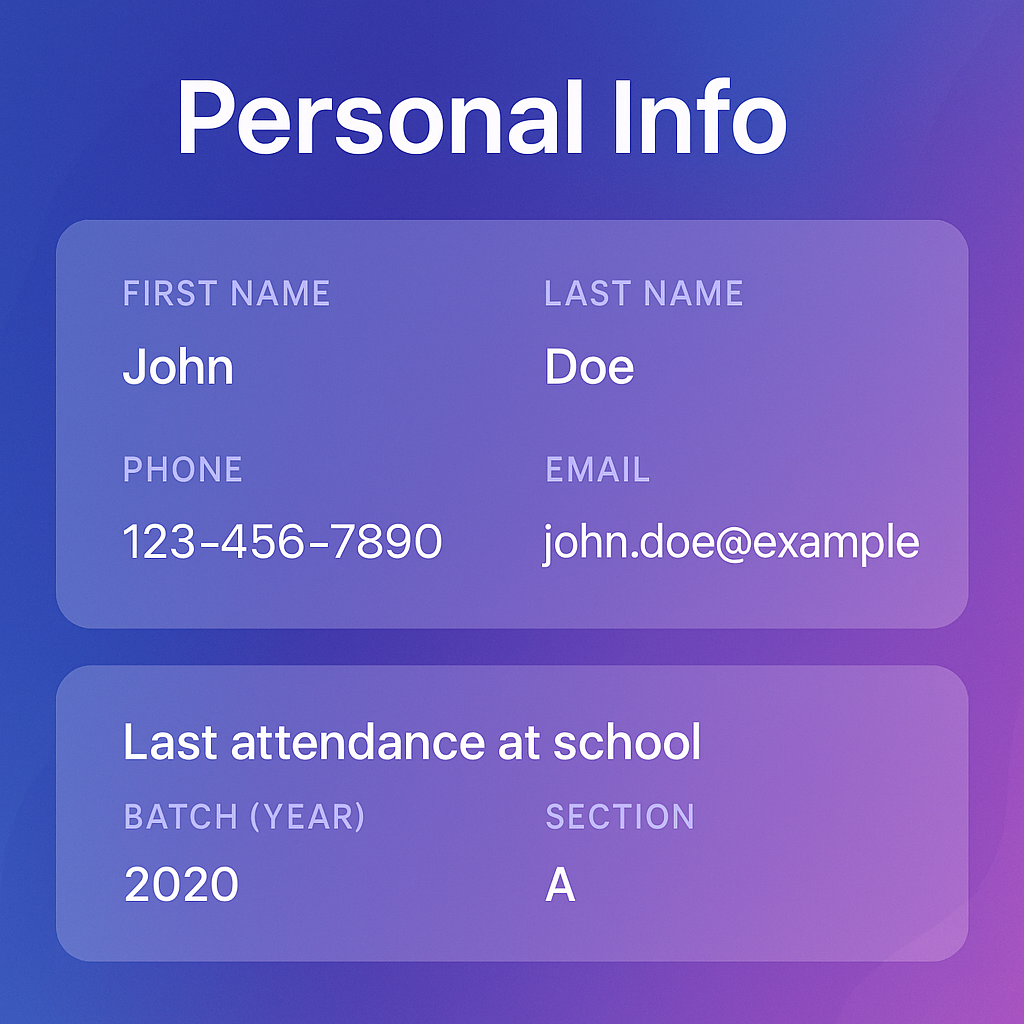 Personal Info
FIRST NAME LAST NAME
John Doe
PHONE EMAIL
123-456-7890 john.doe@example
Last attendance at school
BATCH (YEAR) SECTION
2020 A